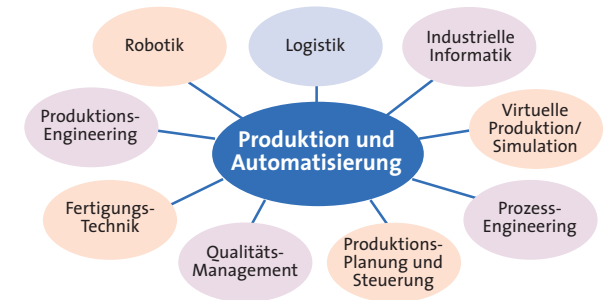 Robotik
Logistik
Industrielle
Informatik
Produktions-
Engineering
Produktion und
Automatisierung
Virtuelle
Produktion/
Simulation
Fertigungs-
Technik
Prozess-
Engineering
Qualitäts-
Management
Produktions-
Planung und
Steuerung